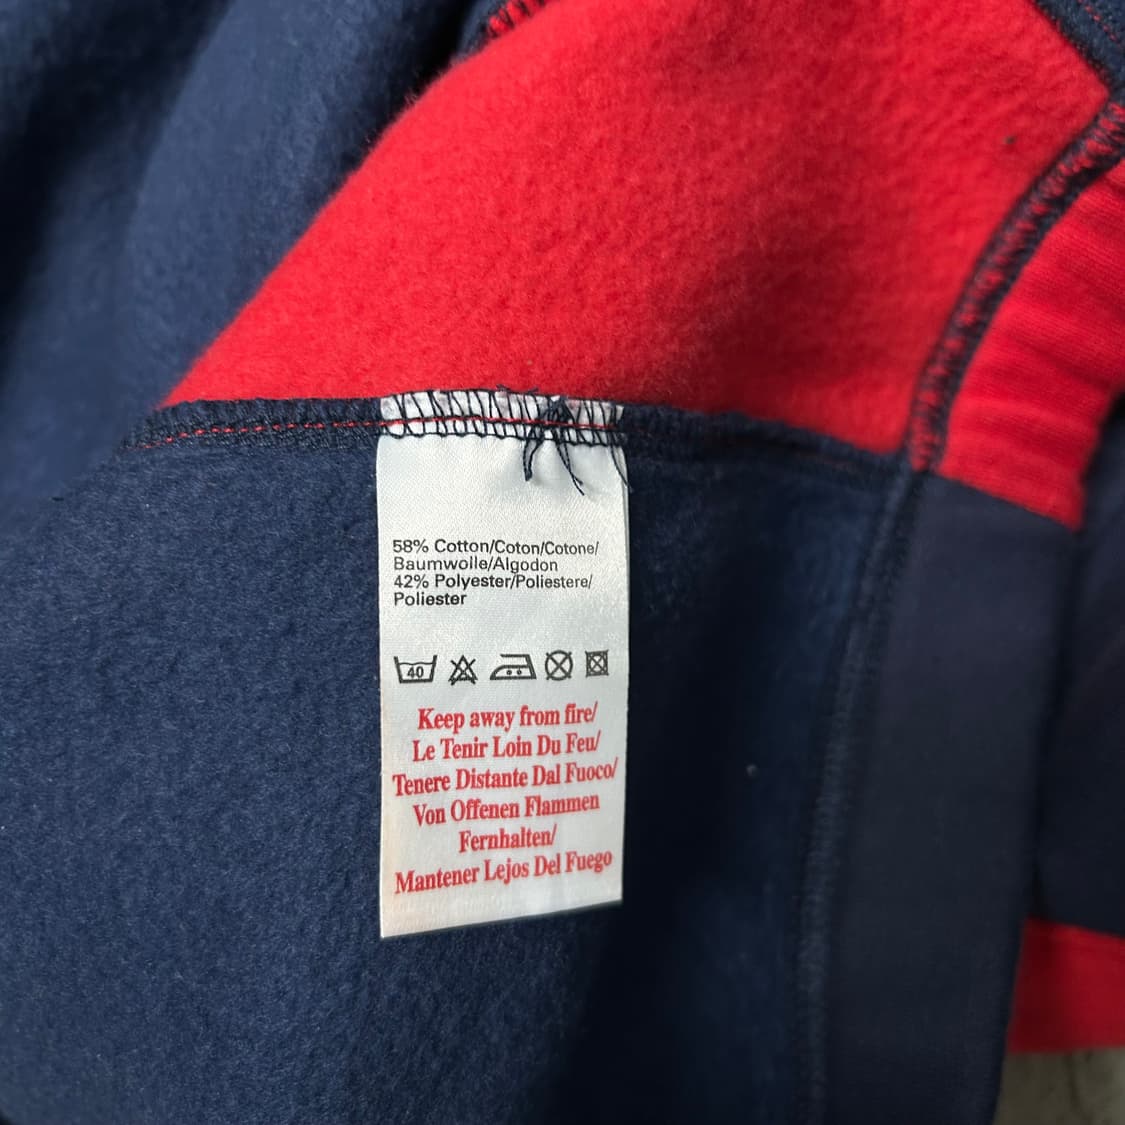 58% Cotton/Coton/Cotone/
Baumwolle/Algodon
42% Polyester/Poliestere/
Poliester
40
Keep away from fire/
Le Tenir Loin Du Feu/
Tenere Distante Dal Fuoco/
Von Offenen Flammen
Fernhalten/
Mantener Lejos Del Fuego